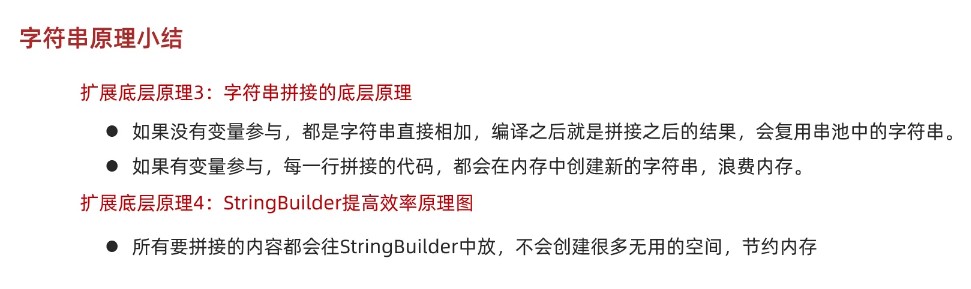 字符串原理小结
扩展底层原理3：字符串拼接的底层原理
● 如果没有变量参与，都是字符串直接相加，编译之后就是拼接之后的结果，会复用串池中的字符串。
● 如果有变量参与，每一行拼接的代码，都会在内存中创建新的字符串，浪费内存。
扩展底层原理4：StringBuilder提高效率原理图
● 所有要拼接的内容都会往StringBuilder中放，不会创建很多无用的空间，节约内存